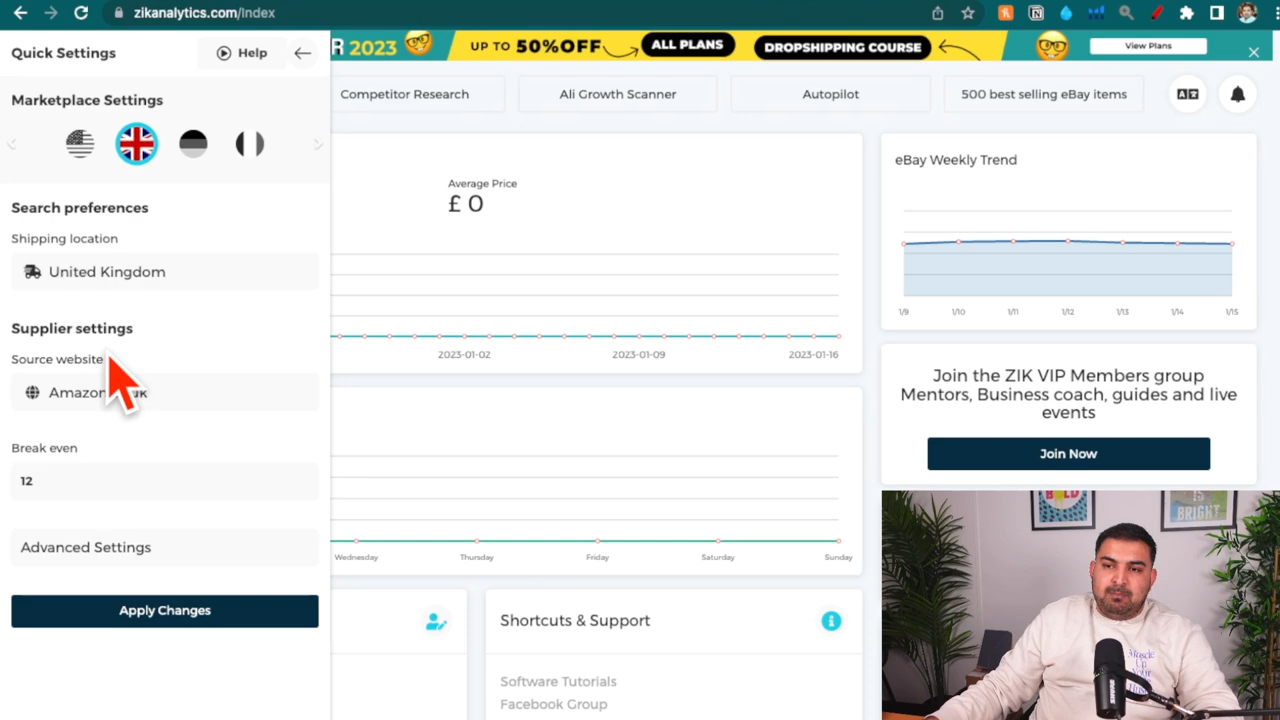 zikanalytics.com/Index
Quick Settings
Help
R 2023
UP TO 50%OFF
ALL PLANS
DROPSHIPPING COURSE
View Plans
Marketplace Settings
Competitor Research
Ali Growth Scanner
Autopilot
500 best selling eBay items
Search preferences
Shipping location
United Kingdom
Supplier settings
Source website
Amazon
UK
Break even
12
Advanced Settings
Apply Changes
Average Price
£ 0
2023-01-02
2023-01-09
2023-01-16
Wednesday
Thursday
Friday
Saturday
Sunday
Shortcuts & Support
Software Tutorials
Facebook Group
eBay Weekly Trend
1/9
1/10
1/11
1/12
1/13
1/14
1/15
Join the ZIK VIP Members group
Mentors, Business coach, guides and live
events
Join Now
BOLD
IS
BRIGHT